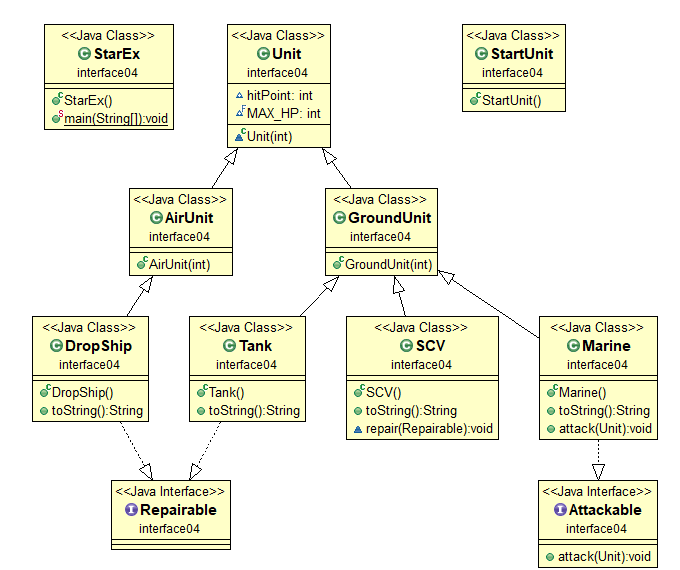 <<Java Class>>
StarEx
interface04
StarEx()
main(String[]):void
<<Java Class>>
Unit
interface04
hitPoint: int
MAX_HP: int
Unit(int)
<<Java Class>>
StartUnit
interface04
StartUnit()
<<Java Class>>
AirUnit
interface04
AirUnit(int)
<<Java Class>>
GroundUnit
interface04
GroundUnit(int)
<<Java Class>>
DropShip
interface04
DropShip()
toString():String
<<Java Class>>
Tank
interface04
Tank()
toString():String
<<Java Class>>
SCV
interface04
SCV()
toString():String
repair(Repairable):void
<<Java Class>>
Marine
interface04
Marine()
toString():String
attack(Unit):void
<<Java Interface>>
Repairable
interface04
<<Java Interface>>
Attackable
interface04
attack(Unit):void